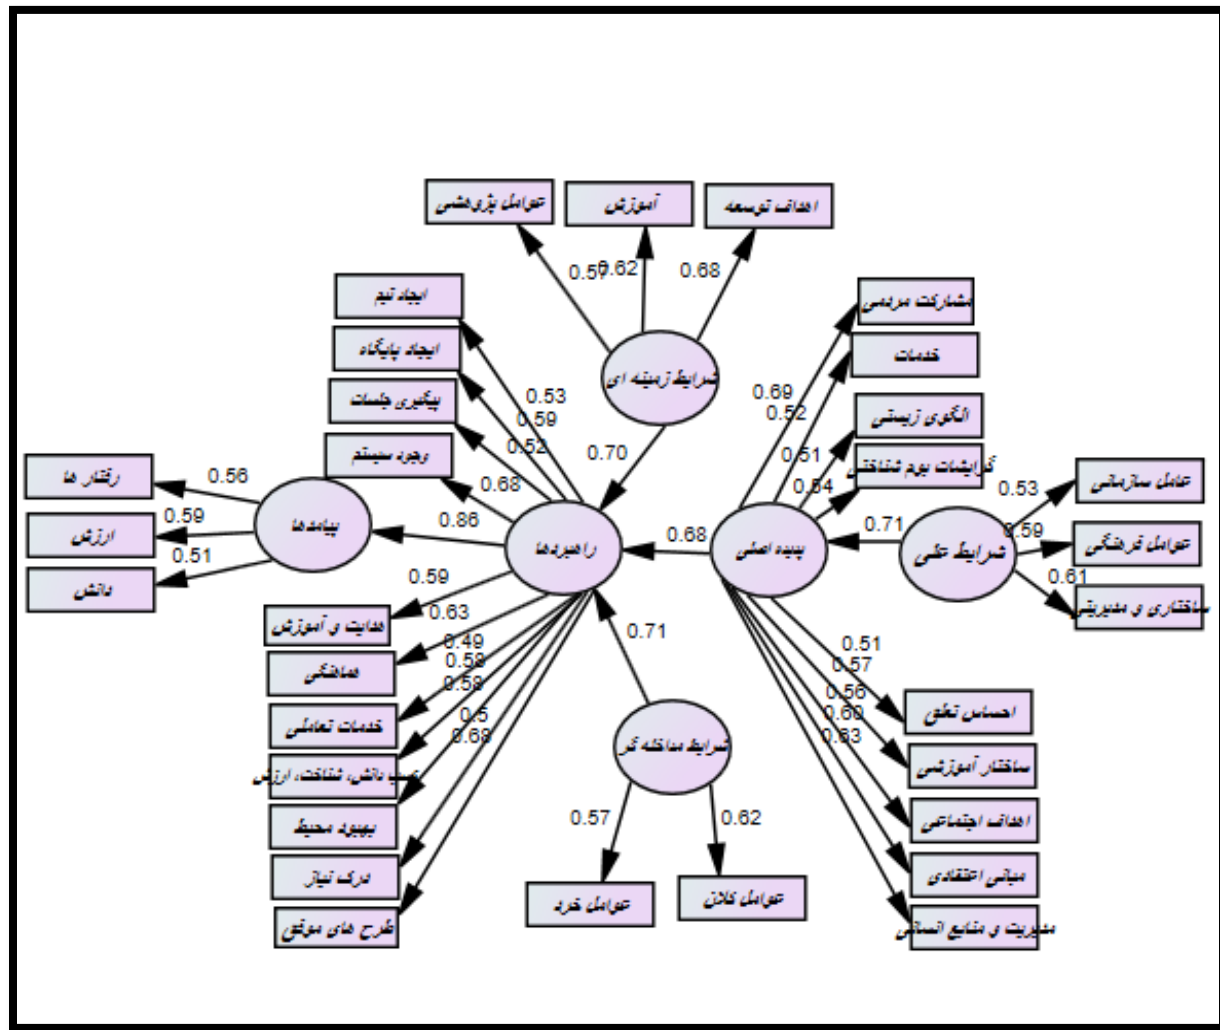 عوامل پژوهشی
آموزش
اهداف توسعه
0.57
0.62
0.68
شرایط زمینه ای
0.70
ایجاد تیم
ایجاد پایگاه
پیگیری جلسات
وجود سیستم
0.53
0.59
0.52
0.68
مشارکت مردمی
خدمات
الگوی زیستی
گرایشات بوم شناختی
0.69
0.52
0.51
0.54
رفتار ها
ارزش
دانش
0.56
0.59
0.51
پیامدها
0.86
راهبردها
0.68
پدیده اصلی
0.71
شرایط علی
0.53
0.59
0.61
عامل سازمانی
عوامل فرهنگی
ساختاری و مدیریتی
0.59
0.63
0.49
0.58
0.58
0.5
0.68
هدایت و آموزش
هماهنگی
خدمات تعاملی
دانش، شناخت، ارزش
بهبود محیط
درک نیاز
طرح های موفق
0.71
شرایط مداخله گر
0.57
0.62
عوامل خرد
عوامل کلان
0.51
0.57
0.56
0.60
0.63
احساس تعلق
ساختار آموزشی
اهداف اجتماعی
مبانی اعتقادی
مدیریت و منابع انسانی